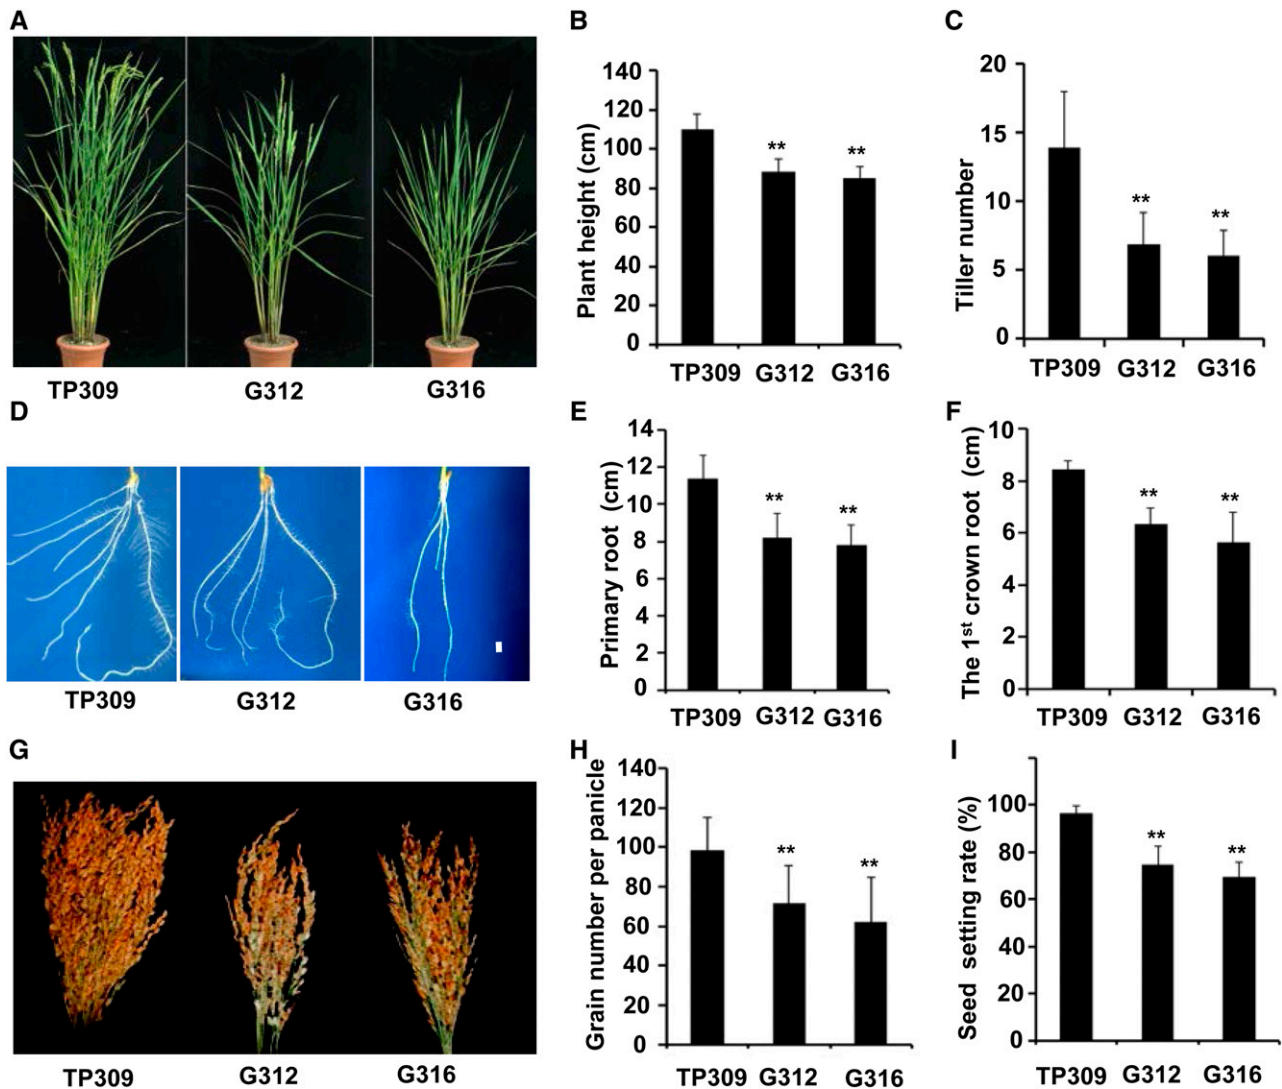 A
TP309
G312
G316
B
Plant height (cm)
140
120
100
80
60
40
20
0
**
**
TP309
G312
G316
C
Tiller number
20
15
10
5
0
**
**
TP309
G312
G316
D
TP309
G312
G316
E
Primary root (cm)
14
12
10
8
6
4
2
0
**
**
TP309
G312
G316
F
The 1st crown root (cm)
10
8
6
4
2
0
**
**
TP309
G312
G316
G
TP309
G312
G316
H
Grain number per panicle
140
120
100
80
60
40
20
0
**
**
TP309
G312
G316
I
Seed setting rate (%)
100
80
60
40
20
0
**
**
TP309
G312
G316